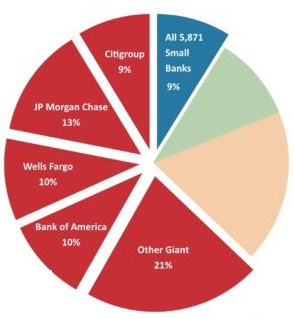 All 5,871
Small
Banks
9%
Citigroup
9%
JP Morgan Chase
13%
Wells Fargo
10%
Bank of America
10%
Other Giant
21%